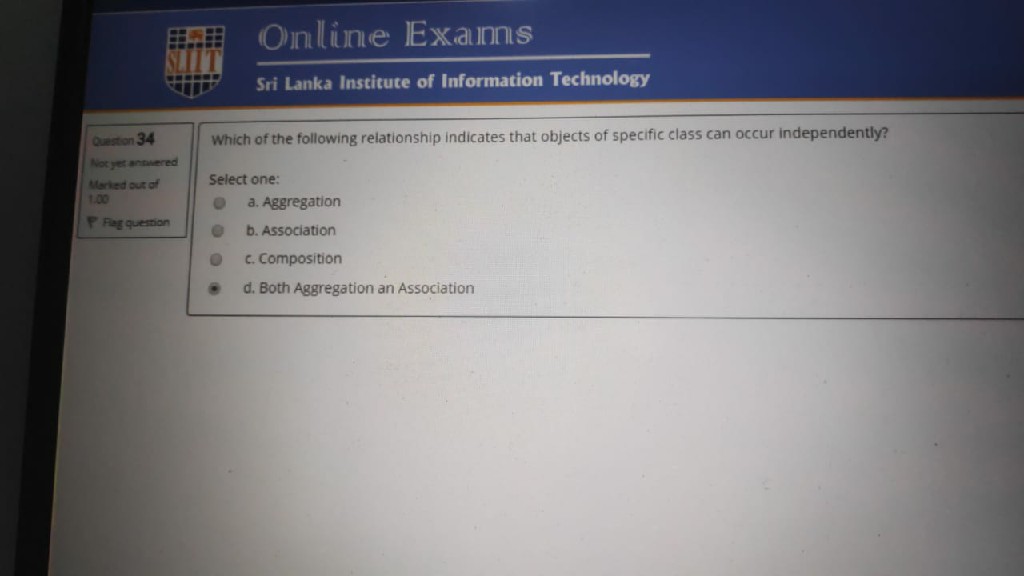 SLIIT
Online Exams
Sri Lanka Institute of Information Technology
Question 34
Not yet answered
Marked out of
1.00
Flag question
Which of the following relationship indicates that objects of specific class can occur independently?
Select one:
a. Aggregation
b. Association
c. Composition
d. Both Aggregation an Association